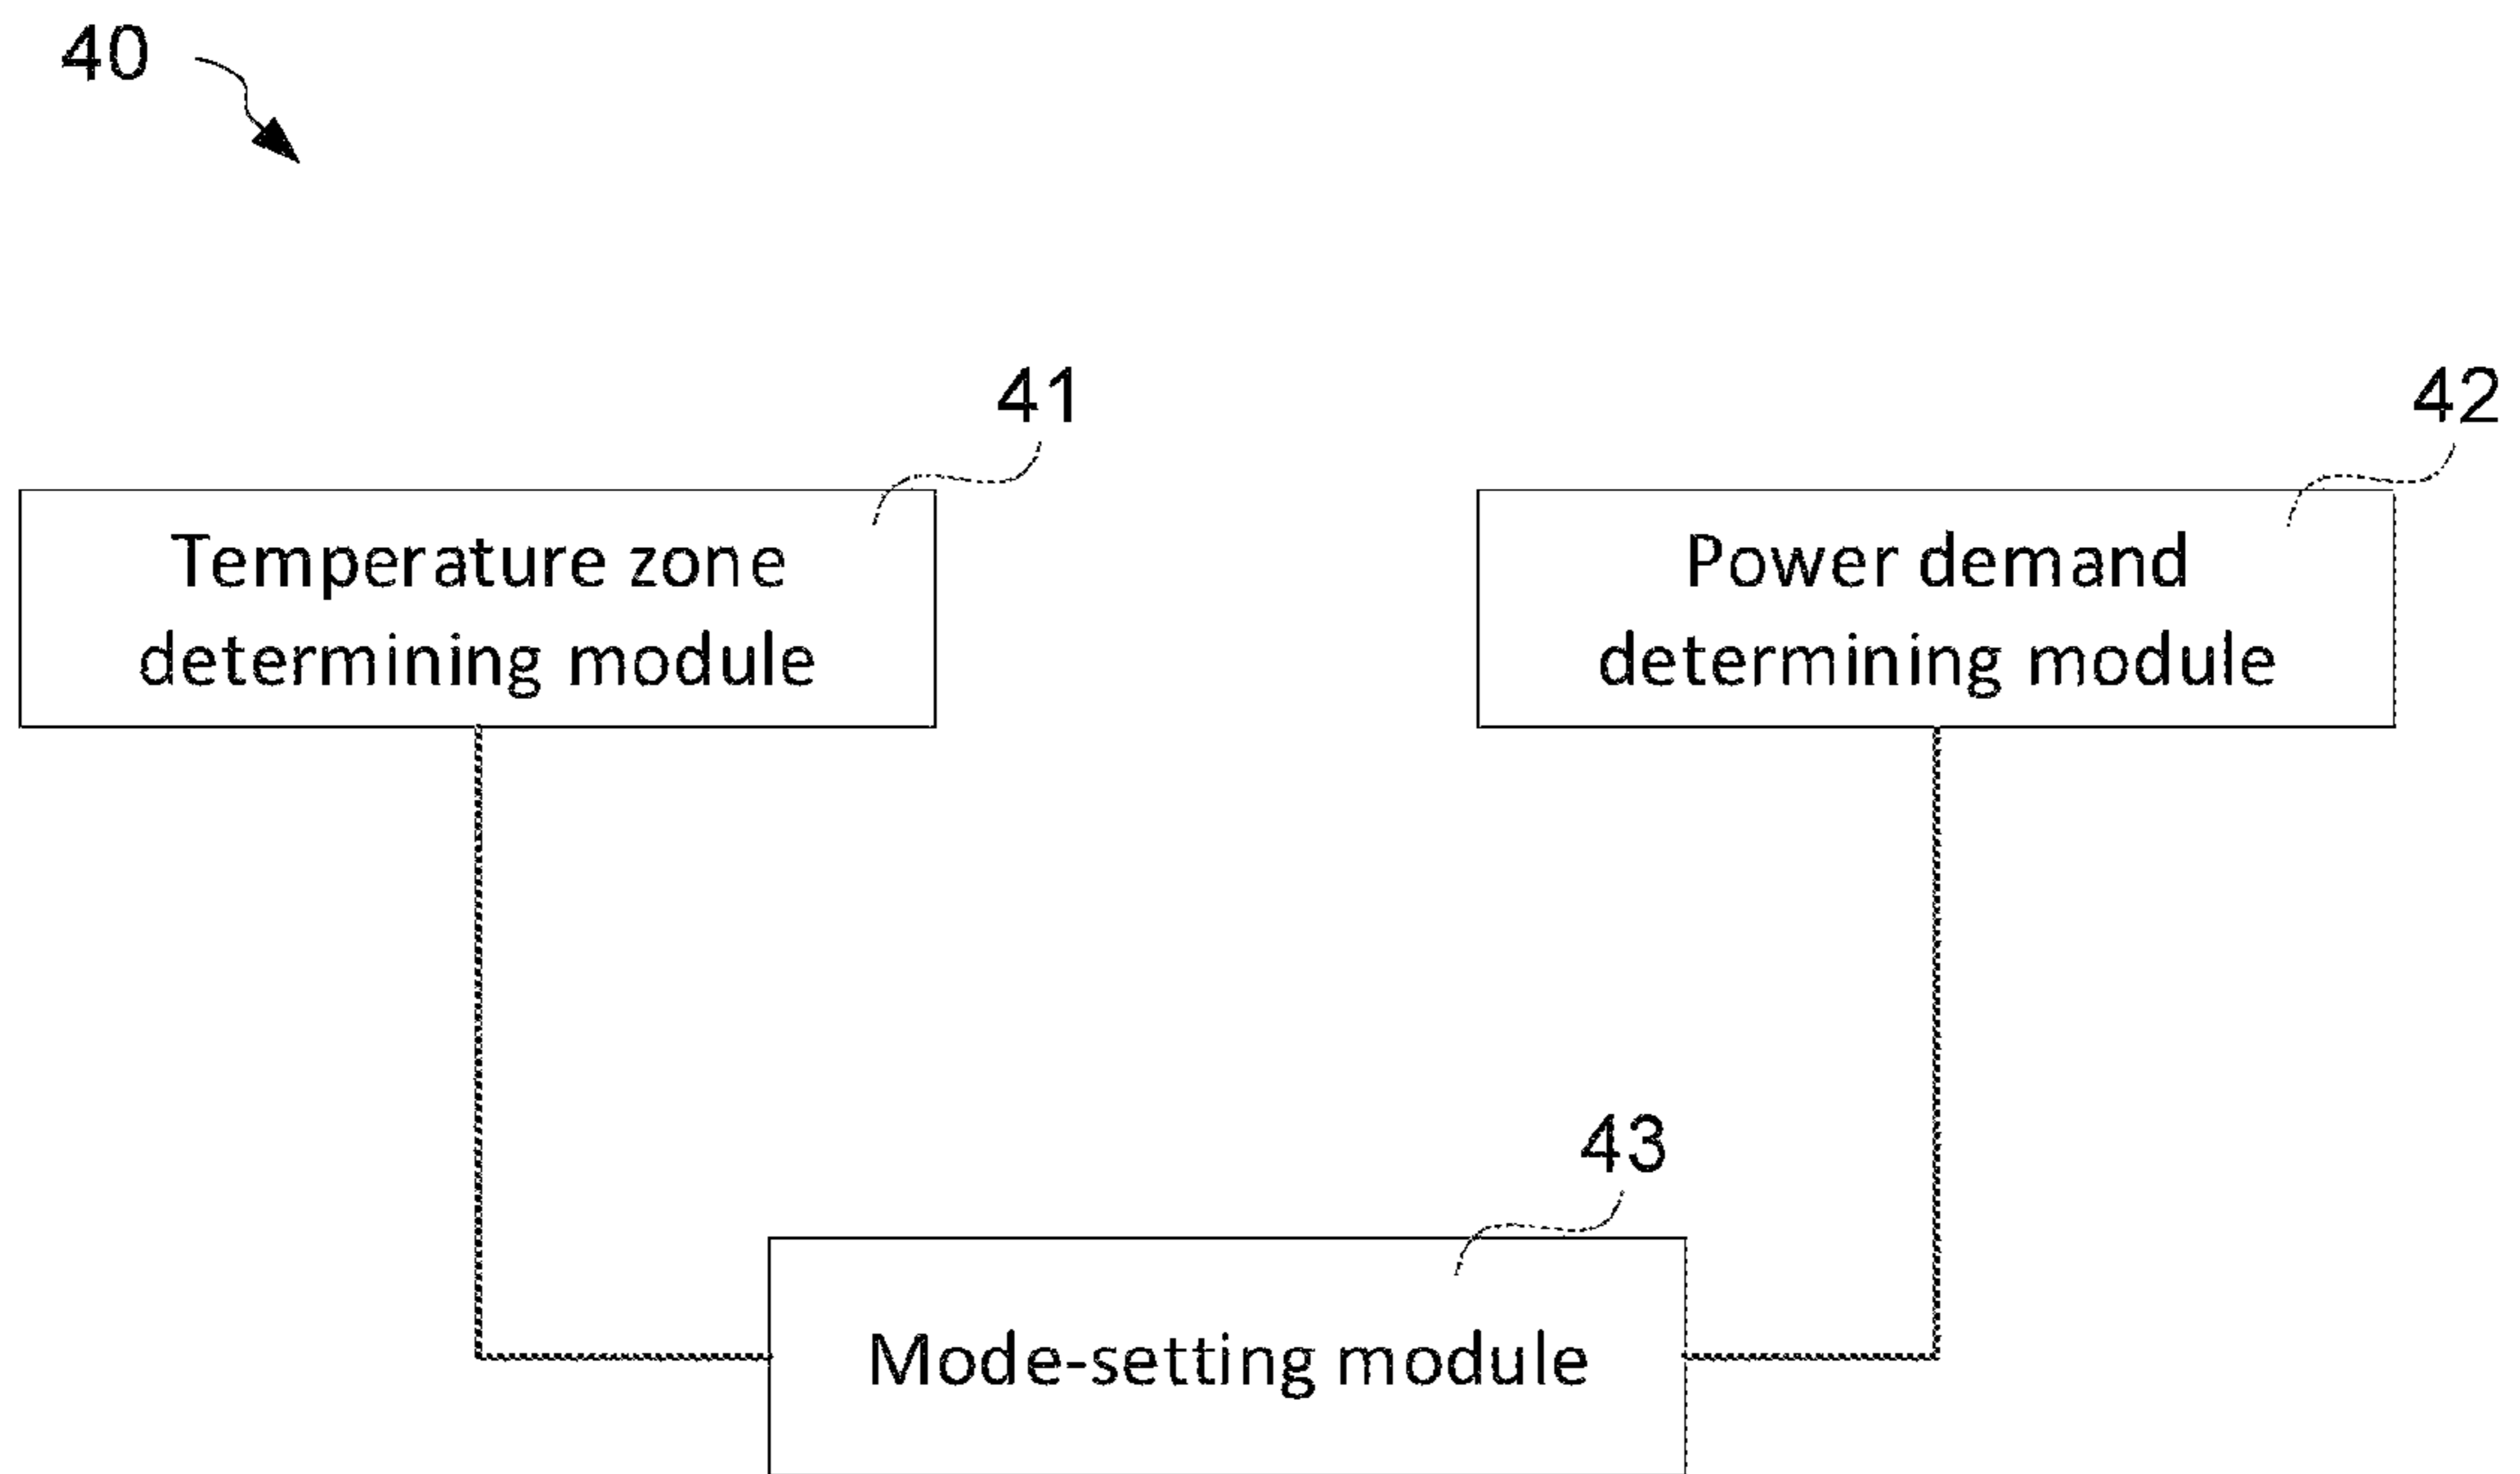 40
41
42
Temperature zone
determining module
Power demand
determining module
43
Mode-setting module